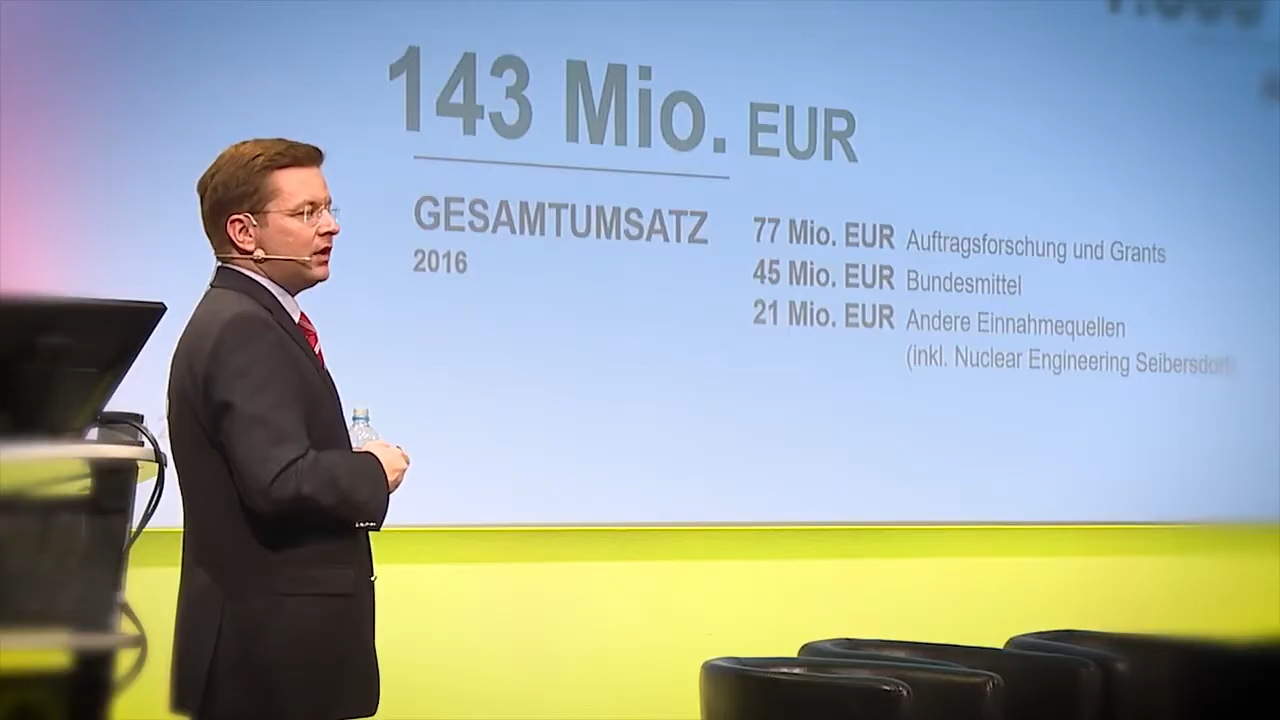 143 Mio. EUR
GESAMTUMSATZ
2016
77 Mio. EUR Auftragsforschung und Grants
45 Mio. EUR Bundesmittel
21 Mio. EUR Andere Einnahmequellen
(inkl. Nuclear Engineering Seibersdorf)